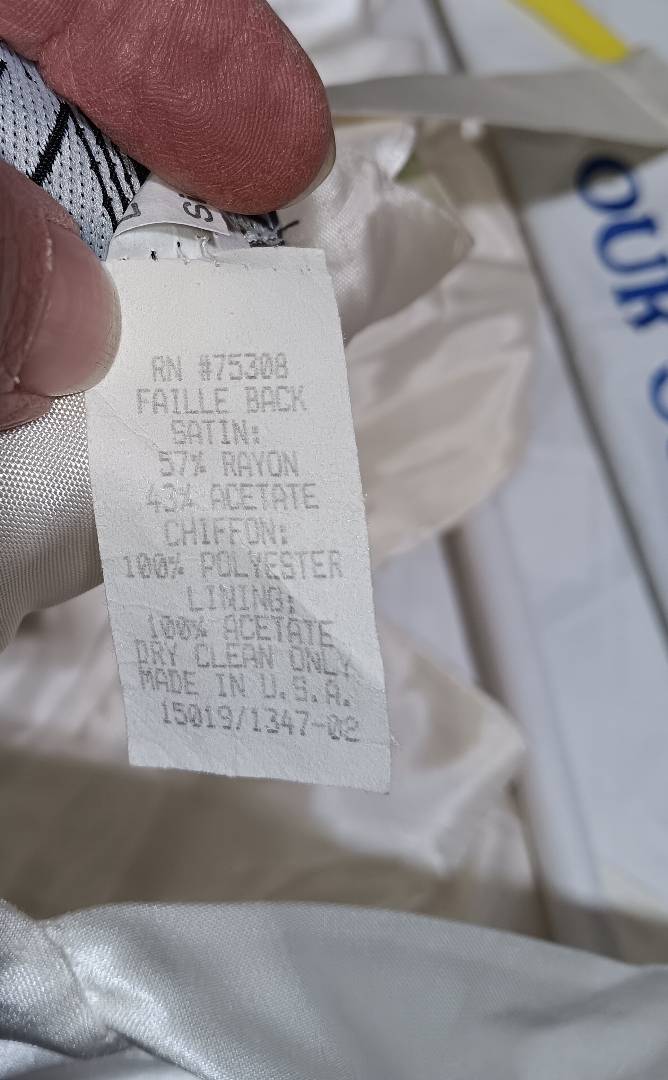 RN #75308
FAILLE BACK
SATIN:
57% RAYON
43% ACETATE
CHIFFON:
100% POLYESTER
LINING:
100% ACETATE
DRY CLEAN ONLY
MADE IN U.S.A.
15019/1347-02
OUR